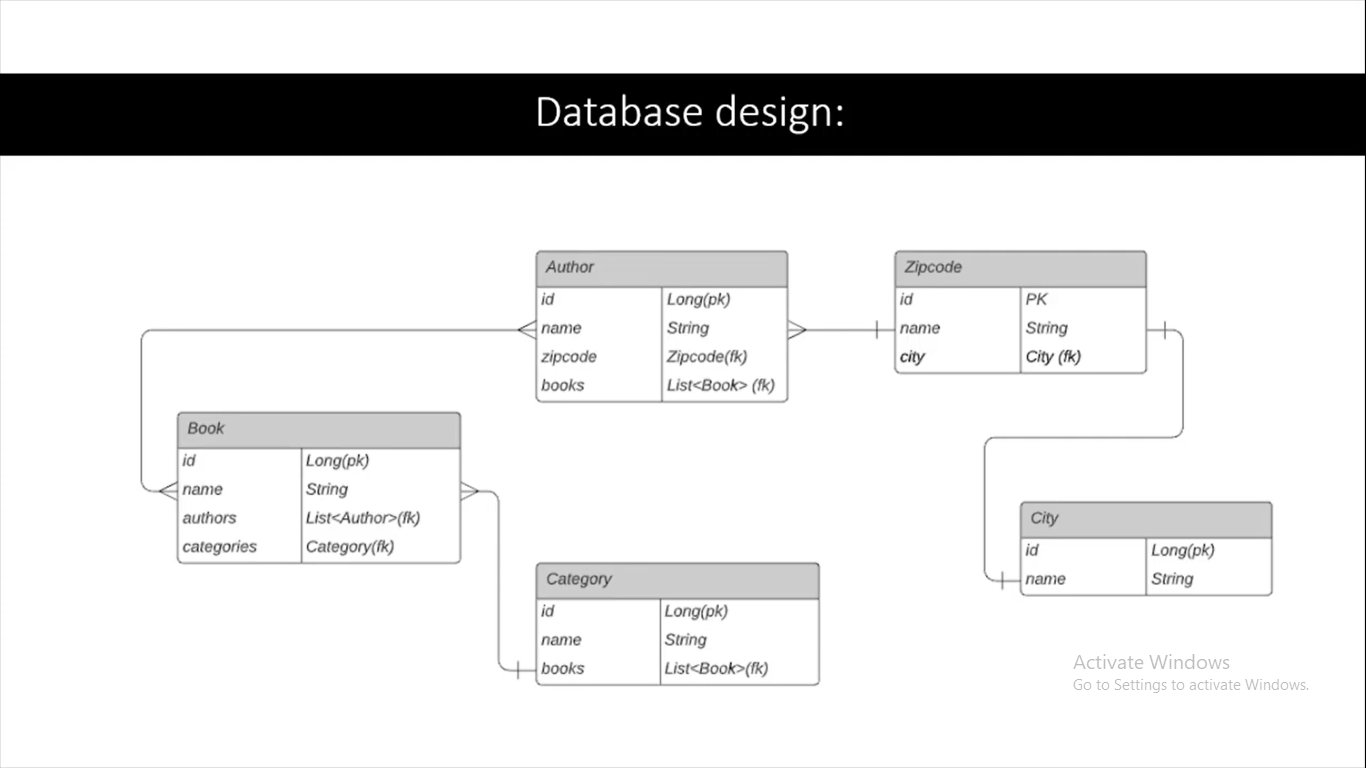 Database design:
Author
id Long(pk)
name String
zipcode Zipcode(fk)
books List<Book> (fk)
Zipcode
id PK
name String
city City (fk)
Book
id Long(pk)
name String
authors List<Author>(fk)
categories Category(fk)
City
id Long(pk)
name String
Category
id Long(pk)
name String
books List<Book>(fk)
Activate Windows
Go to Settings to activate Windows.